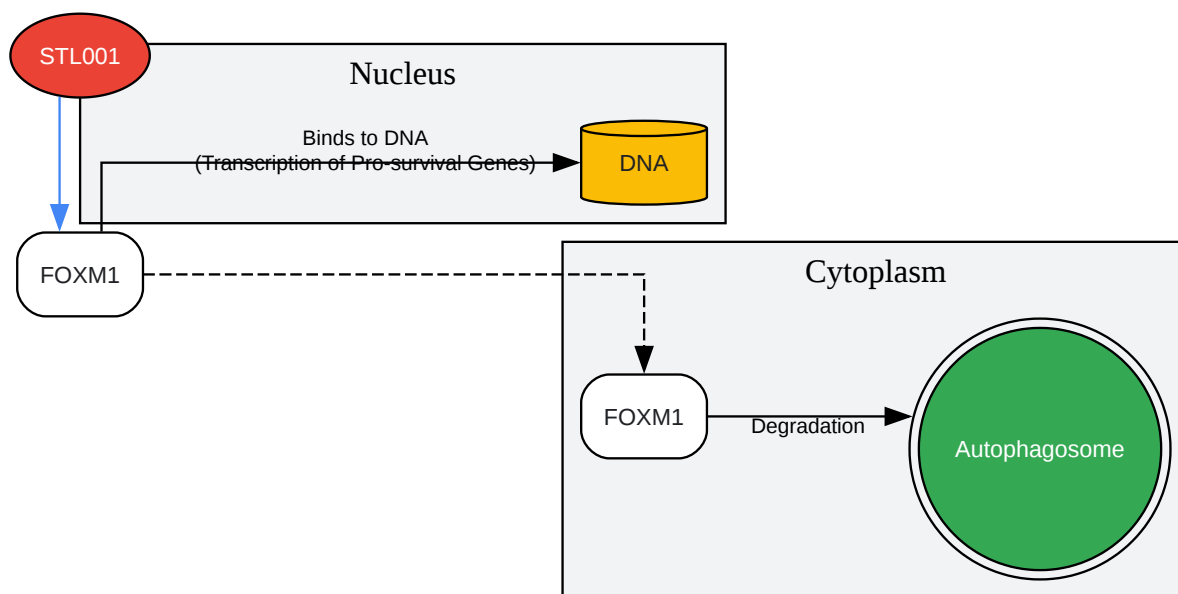 STL001
Nucleus
Binds to DNA
(Transcription of Pro-survival Genes)
DNA
FOXM1
Cytoplasm
FOXM1
Degradation
Autophagosome